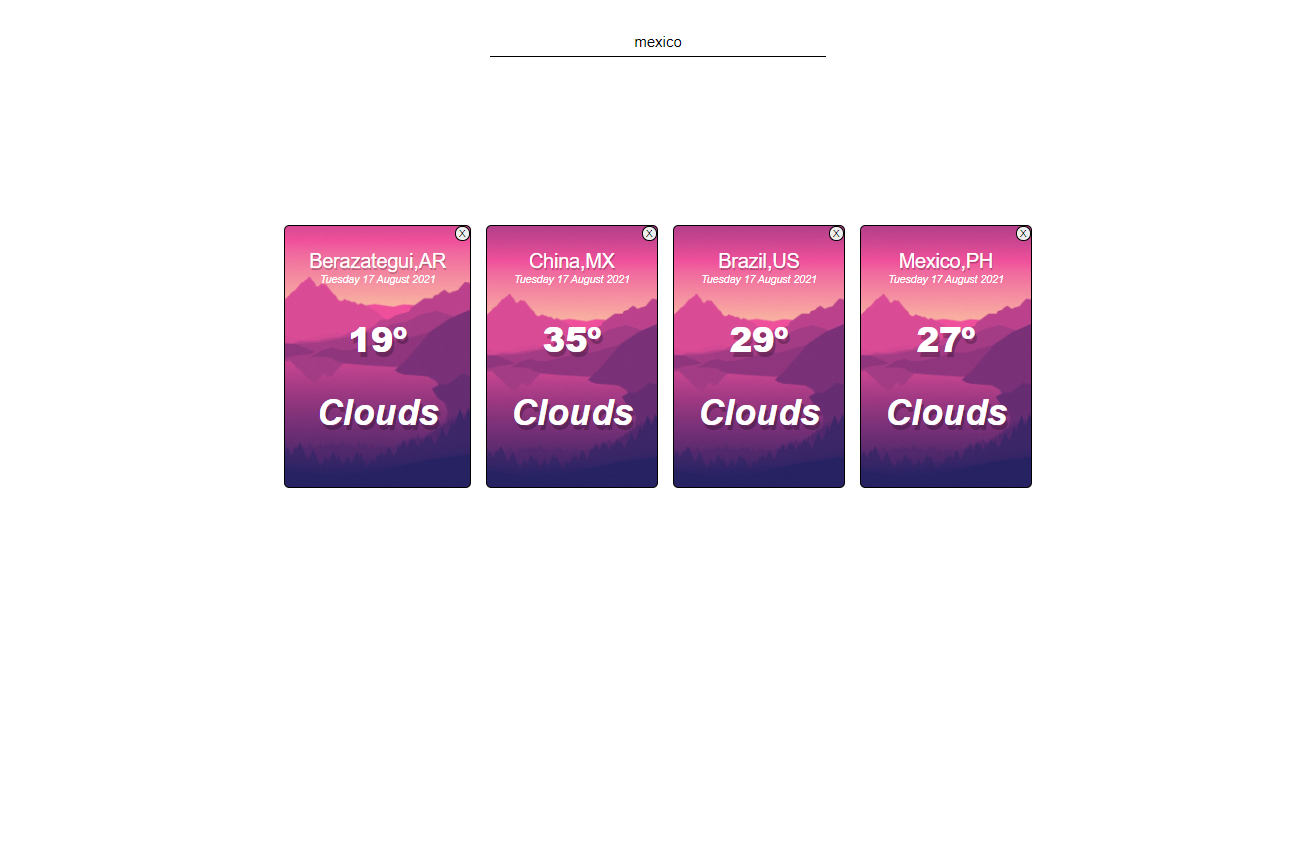 mexico
X
Berazategui,AR
Tuesday 17 August 2021
19º
Clouds
X
China,MX
Tuesday 17 August 2021
35º
Clouds
X
Brazil,US
Tuesday 17 August 2021
29º
Clouds
X
Mexico,PH
Tuesday 17 August 2021
27º
Clouds